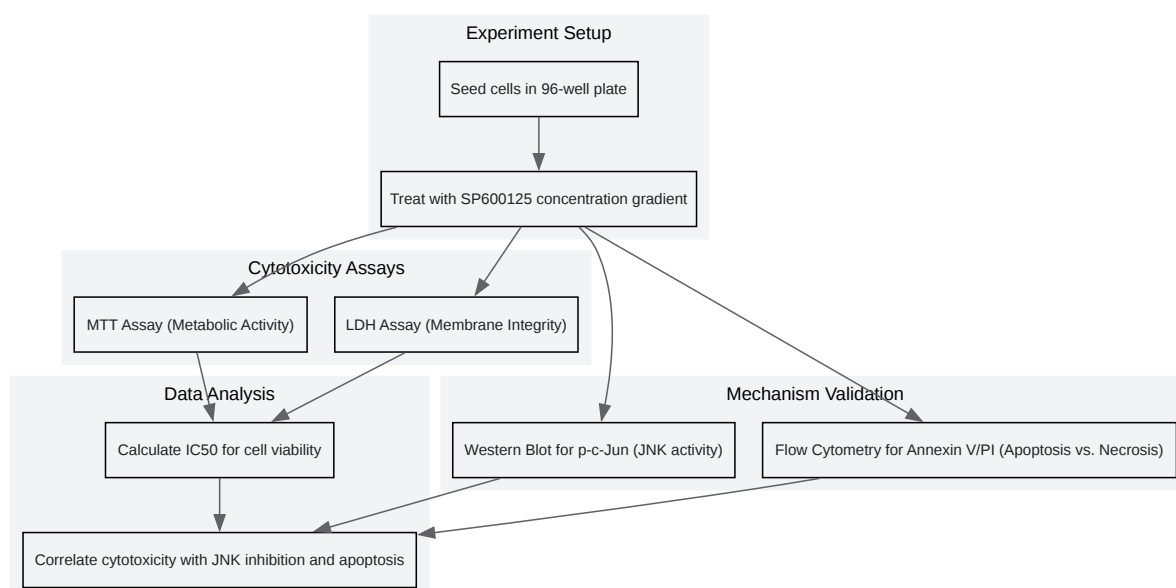 Experiment Setup
Seed cells in 96-well plate
Treat with SP600125 concentration gradient
Cytotoxicity Assays
MTT Assay (Metabolic Activity)
LDH Assay (Membrane Integrity)
Data Analysis
Mechanism Validation
Calculate IC50 for cell viability
Western Blot for p-c-Jun (JNK activity)
Flow Cytometry for Annexin V/PI (Apoptosis vs. Necrosis)
Correlate cytotoxicity with JNK inhibition and apoptosis